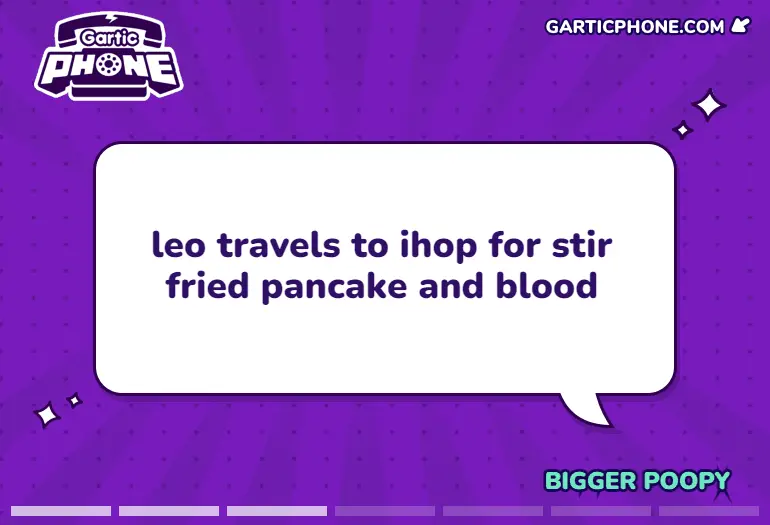 Gartic
PHONE
GARTICPHONE.COM
leo travels to ihop for stir
fried pancake and blood
BIGGER POOPY